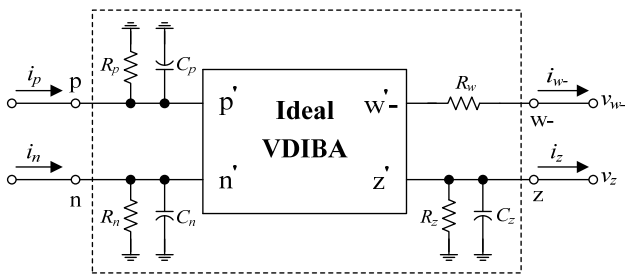 i_p
p
R_p
C_p
p'
Ideal
VDIBA
w'-
R_w
i_w-
w-
v_w-
i_n
n
R_n
C_n
n'
z'
R_z
C_z
i_z
z
v_z